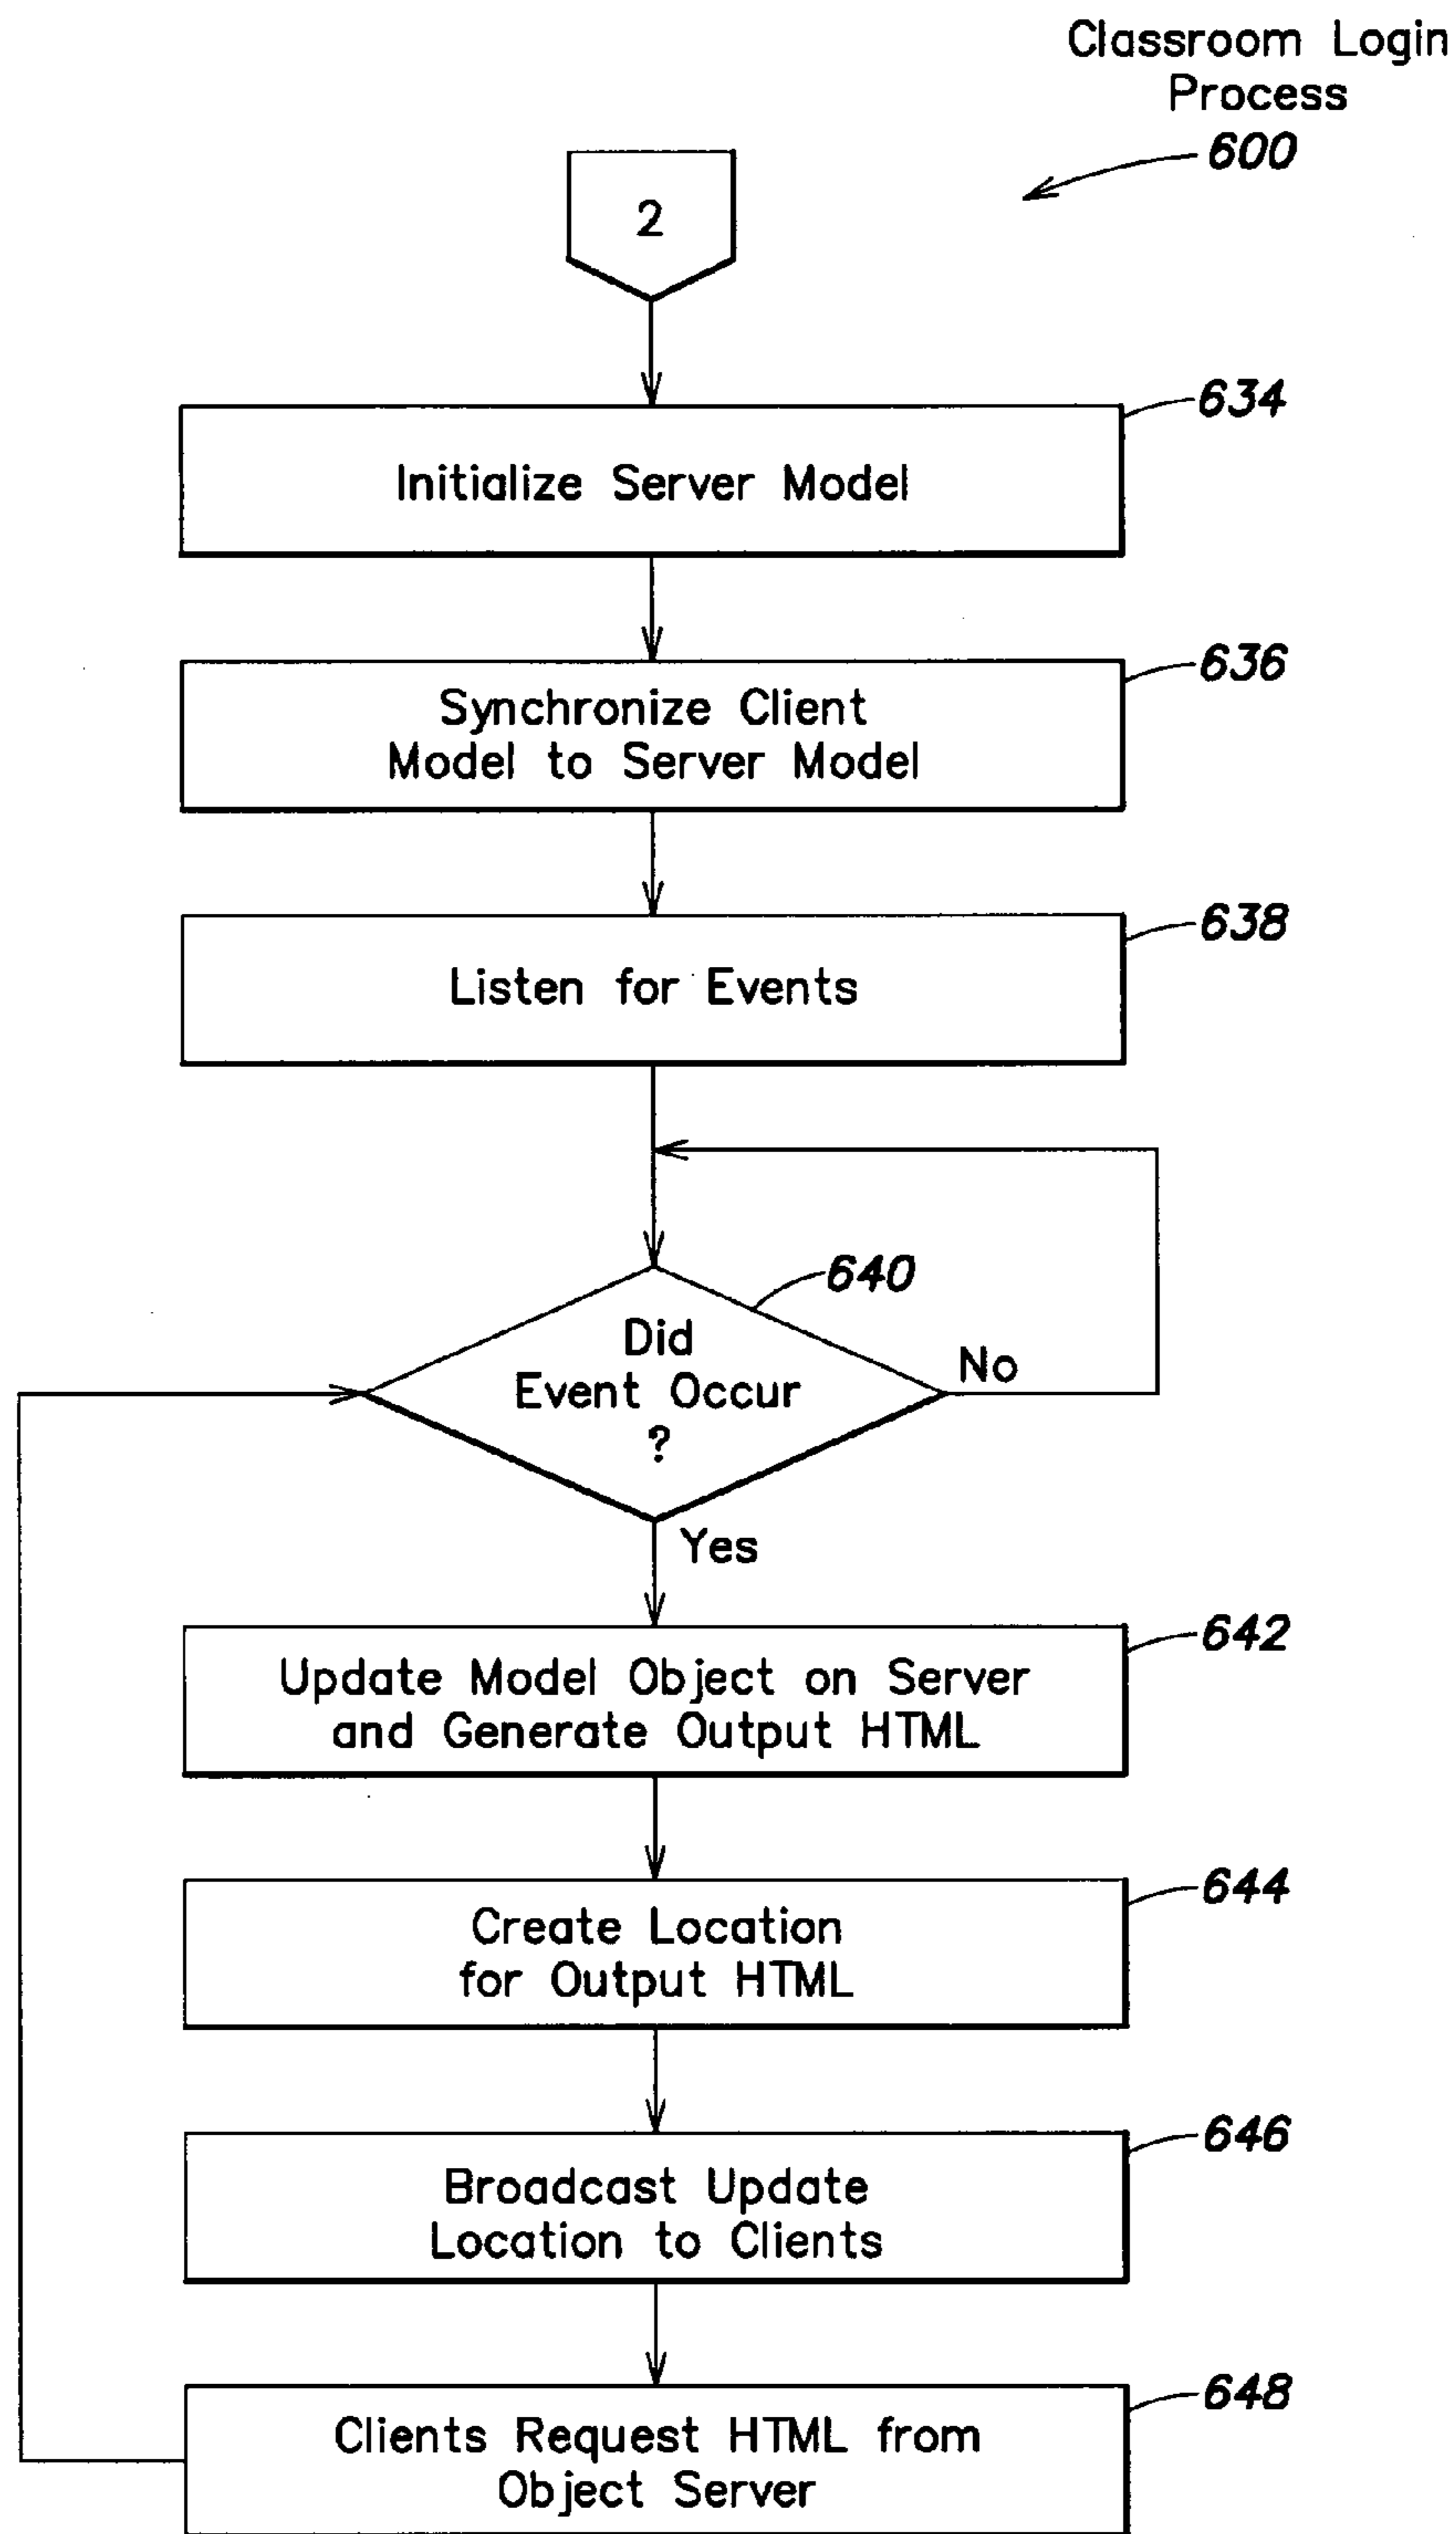 Classroom Login
Process
600
2
634
Initialize Server Model
636
Synchronize Client
Model to Server Model
638
Listen for Events
640
Did
Event Occur
?
No
Yes
642
Update Model Object on Server
and Generate Output HTML
644
Create Location
for Output HTML
646
Broadcast Update
Location to Clients
648
Clients Request HTML from
Object Server